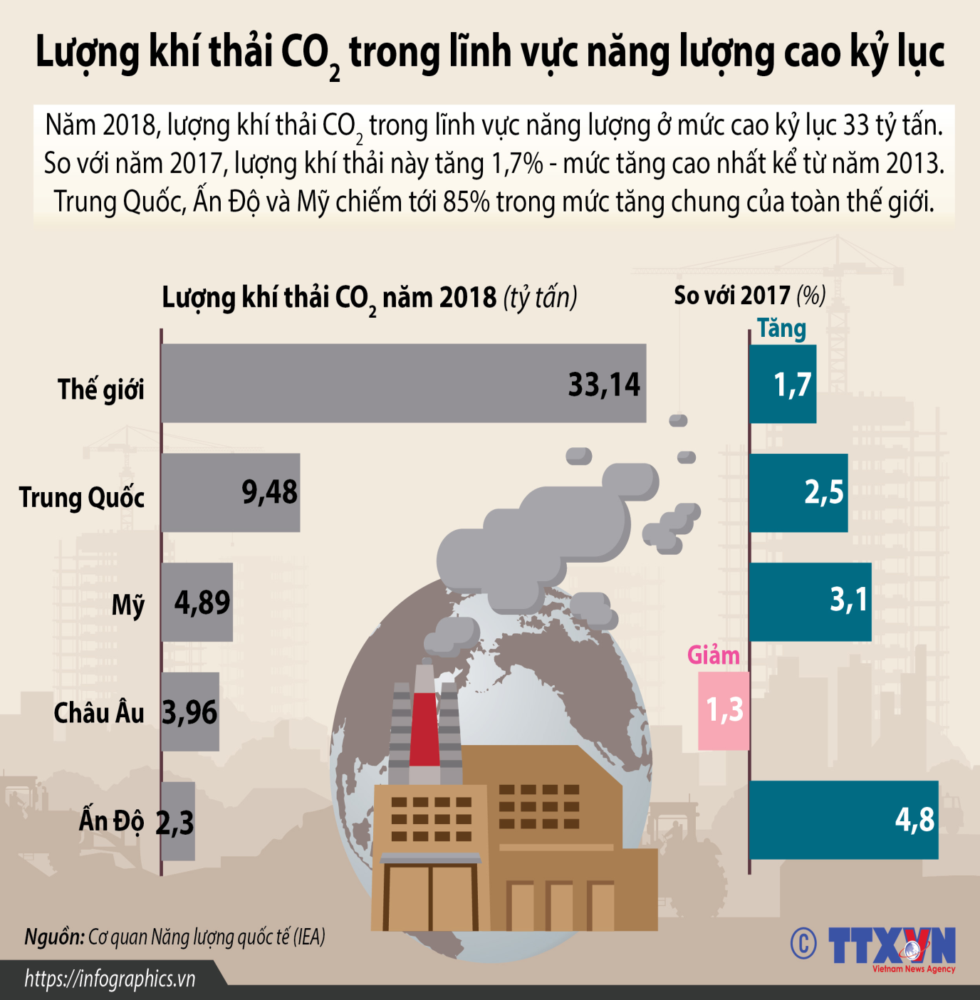 Lượng khí thải CO₂ trong lĩnh vực năng lượng cao kỷ lục
Năm 2018, lượng khí thải CO₂ trong lĩnh vực năng lượng ở mức cao kỷ lục 33 tỷ tấn.
So với năm 2017, lượng khí thải này tăng 1,7% - mức tăng cao nhất kể từ năm 2013.
Trung Quốc, Ấn Độ và Mỹ chiếm tới 85% trong mức tăng chung của toàn thế giới.
Lượng khí thải CO₂ năm 2018 (tỷ tấn)
So với 2017 (%)
Tăng
Thế giới 33,14 1,7
Trung Quốc 9,48 2,5
Mỹ 4,89 3,1
Giảm
Châu Âu 3,96 1,3
Ấn Độ 2,3 4,8
Nguồn: Cơ quan Năng lượng quốc tế (IEA)
© TTXVN
Vietnam News Agency
https://infographics.vn